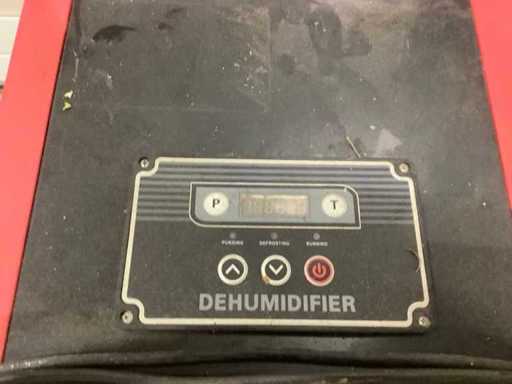 P T
PURGING DEFROSTING RUNNING
DEHUMIDIFIER